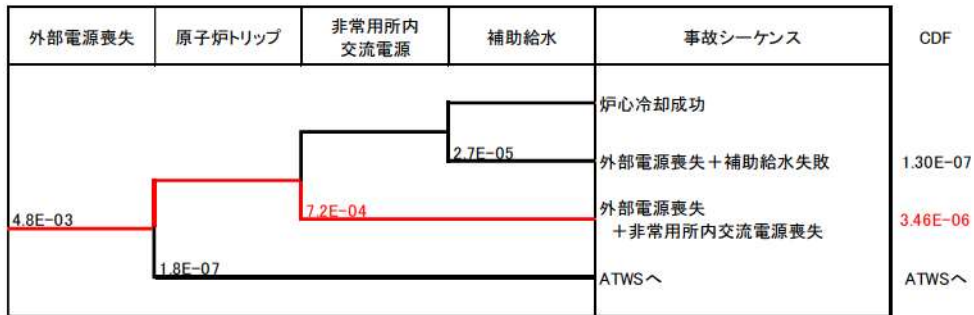 外部電源喪失
原子炉トリップ
非常用所内
交流電源
補助給水
事故シーケンス
CDF
炉心冷却成功
2.7E-05
外部電源喪失+補助給水失敗
1.30E-07
4.8E-03
7.2E-04
外部電源喪失
+非常用所内交流電源喪失
3.46E-06
1.8E-07
ATWSへ
ATWSへ